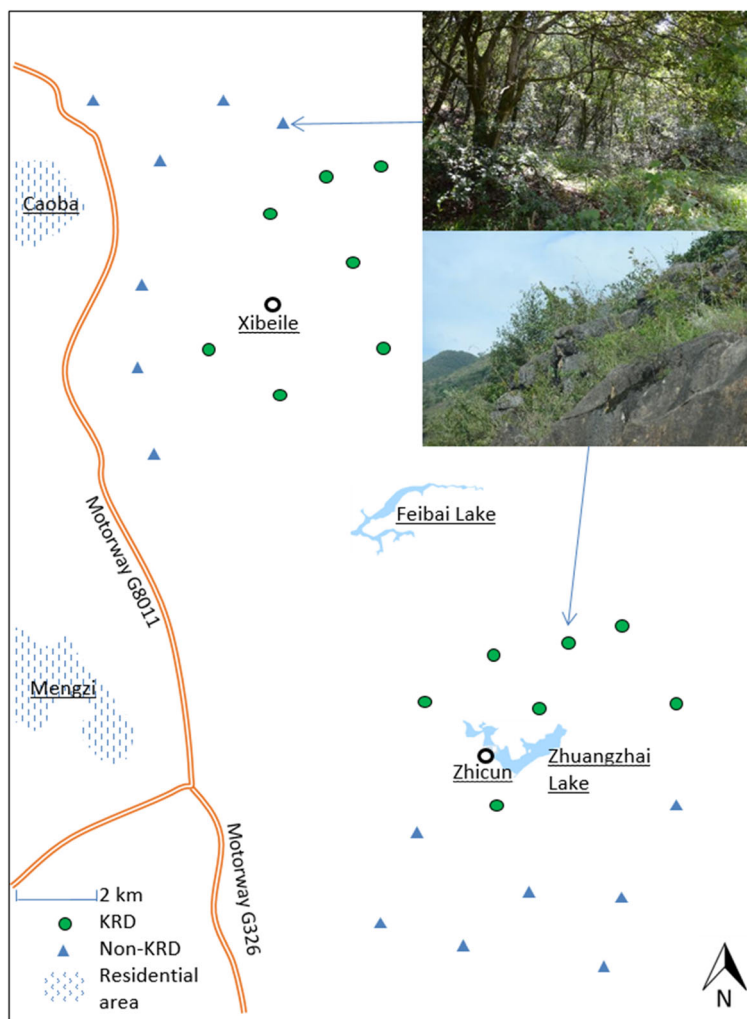 Caoba
Xibeile
Motorway G8011
Feibai Lake
Mengzi
Zhicun
Zhuangzhai
Lake
Motorway G326
2 km
KRD
Non-KRD
Residential
area
N